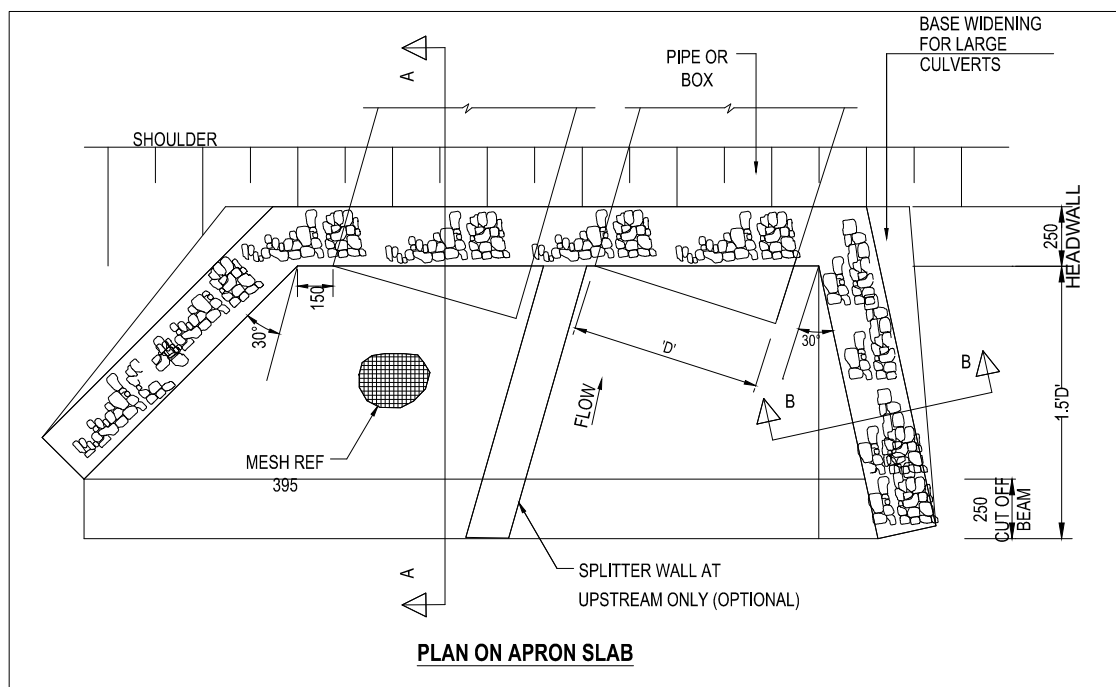 BASE WIDENING
FOR LARGE
CULVERTS
PIPE OR
BOX
A
SHOULDER
250
HEADWALL
150
30°
'D'
30°
B
B
FLOW
1.5'D'
MESH REF
395
250
CUT OFF
BEAM
A
SPLITTER WALL AT
UPSTREAM ONLY (OPTIONAL)
PLAN ON APRON SLAB